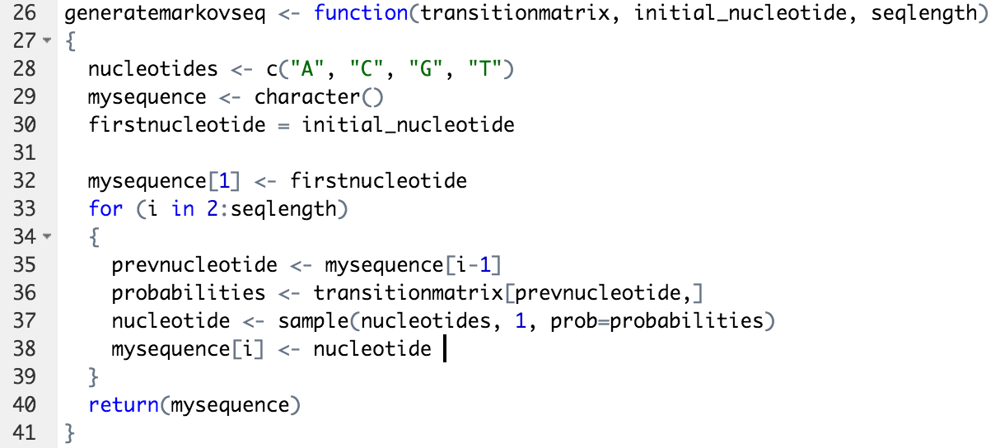 26 generatemarkovseq <- function(transitionmatrix, initial_nucleotide, seqlength)
27 {
28   nucleotides <- c("A", "C", "G", "T")
29   mysequence <- character()
30   firstnucleotide = initial_nucleotide
31
32   mysequence[1] <- firstnucleotide
33   for (i in 2:seqlength)
34   {
35     prevnucleotide <- mysequence[i-1]
36     probabilities <- transitionmatrix[prevnucleotide,]
37     nucleotide <- sample(nucleotides, 1, prob=probabilities)
38     mysequence[i] <- nucleotide
39   }
40   return(mysequence)
41 }